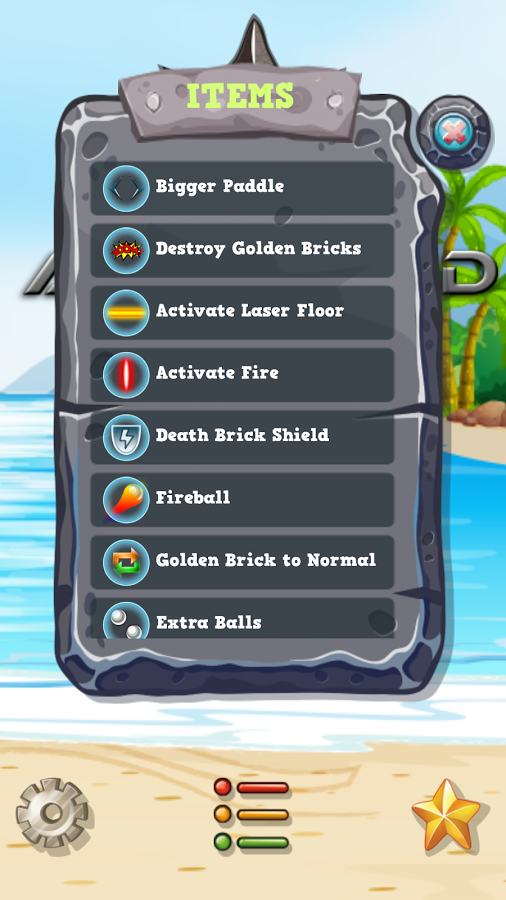 ITEMS
Bigger Paddle
Destroy Golden Bricks
Activate Laser Floor
Activate Fire
Death Brick Shield
Fireball
Golden Brick to Normal
Extra Balls